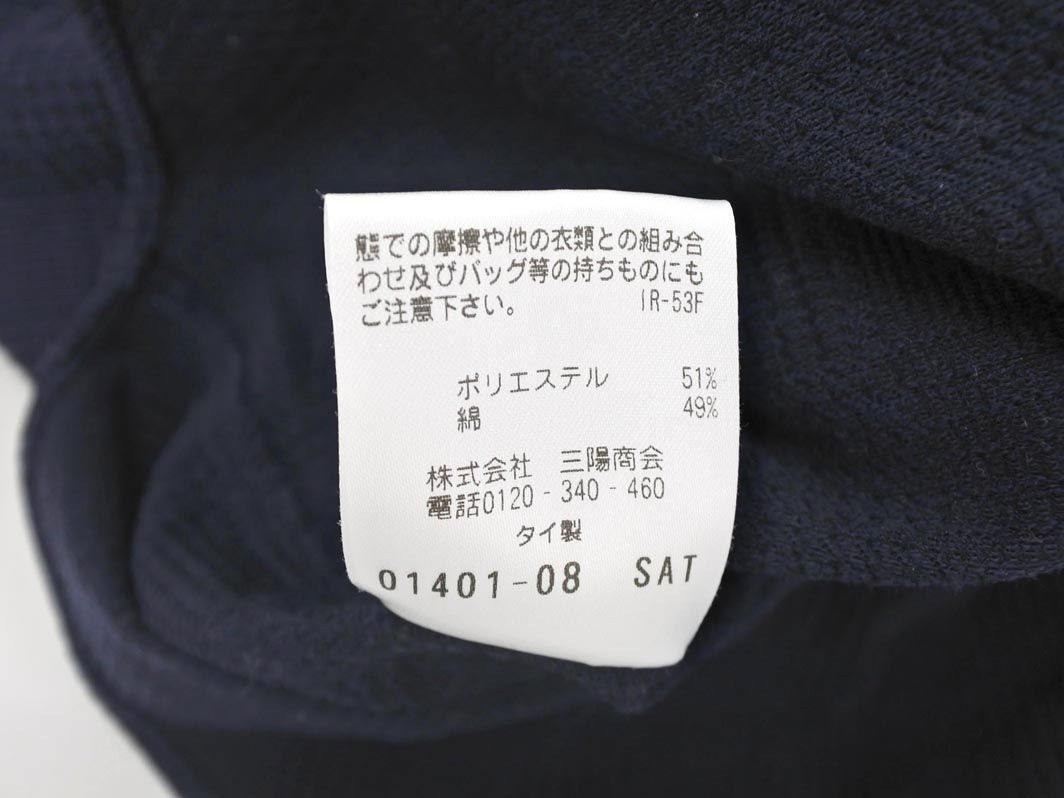 態での摩擦や他の衣類との組み合
わせ及びバッグ等の持ちものにも
ご注意下さい。 IR-53F
ポリエステル 51%
綿 49%
株式会社 三陽商会
電話0120-340-460
タイ製
01401-08 SAT